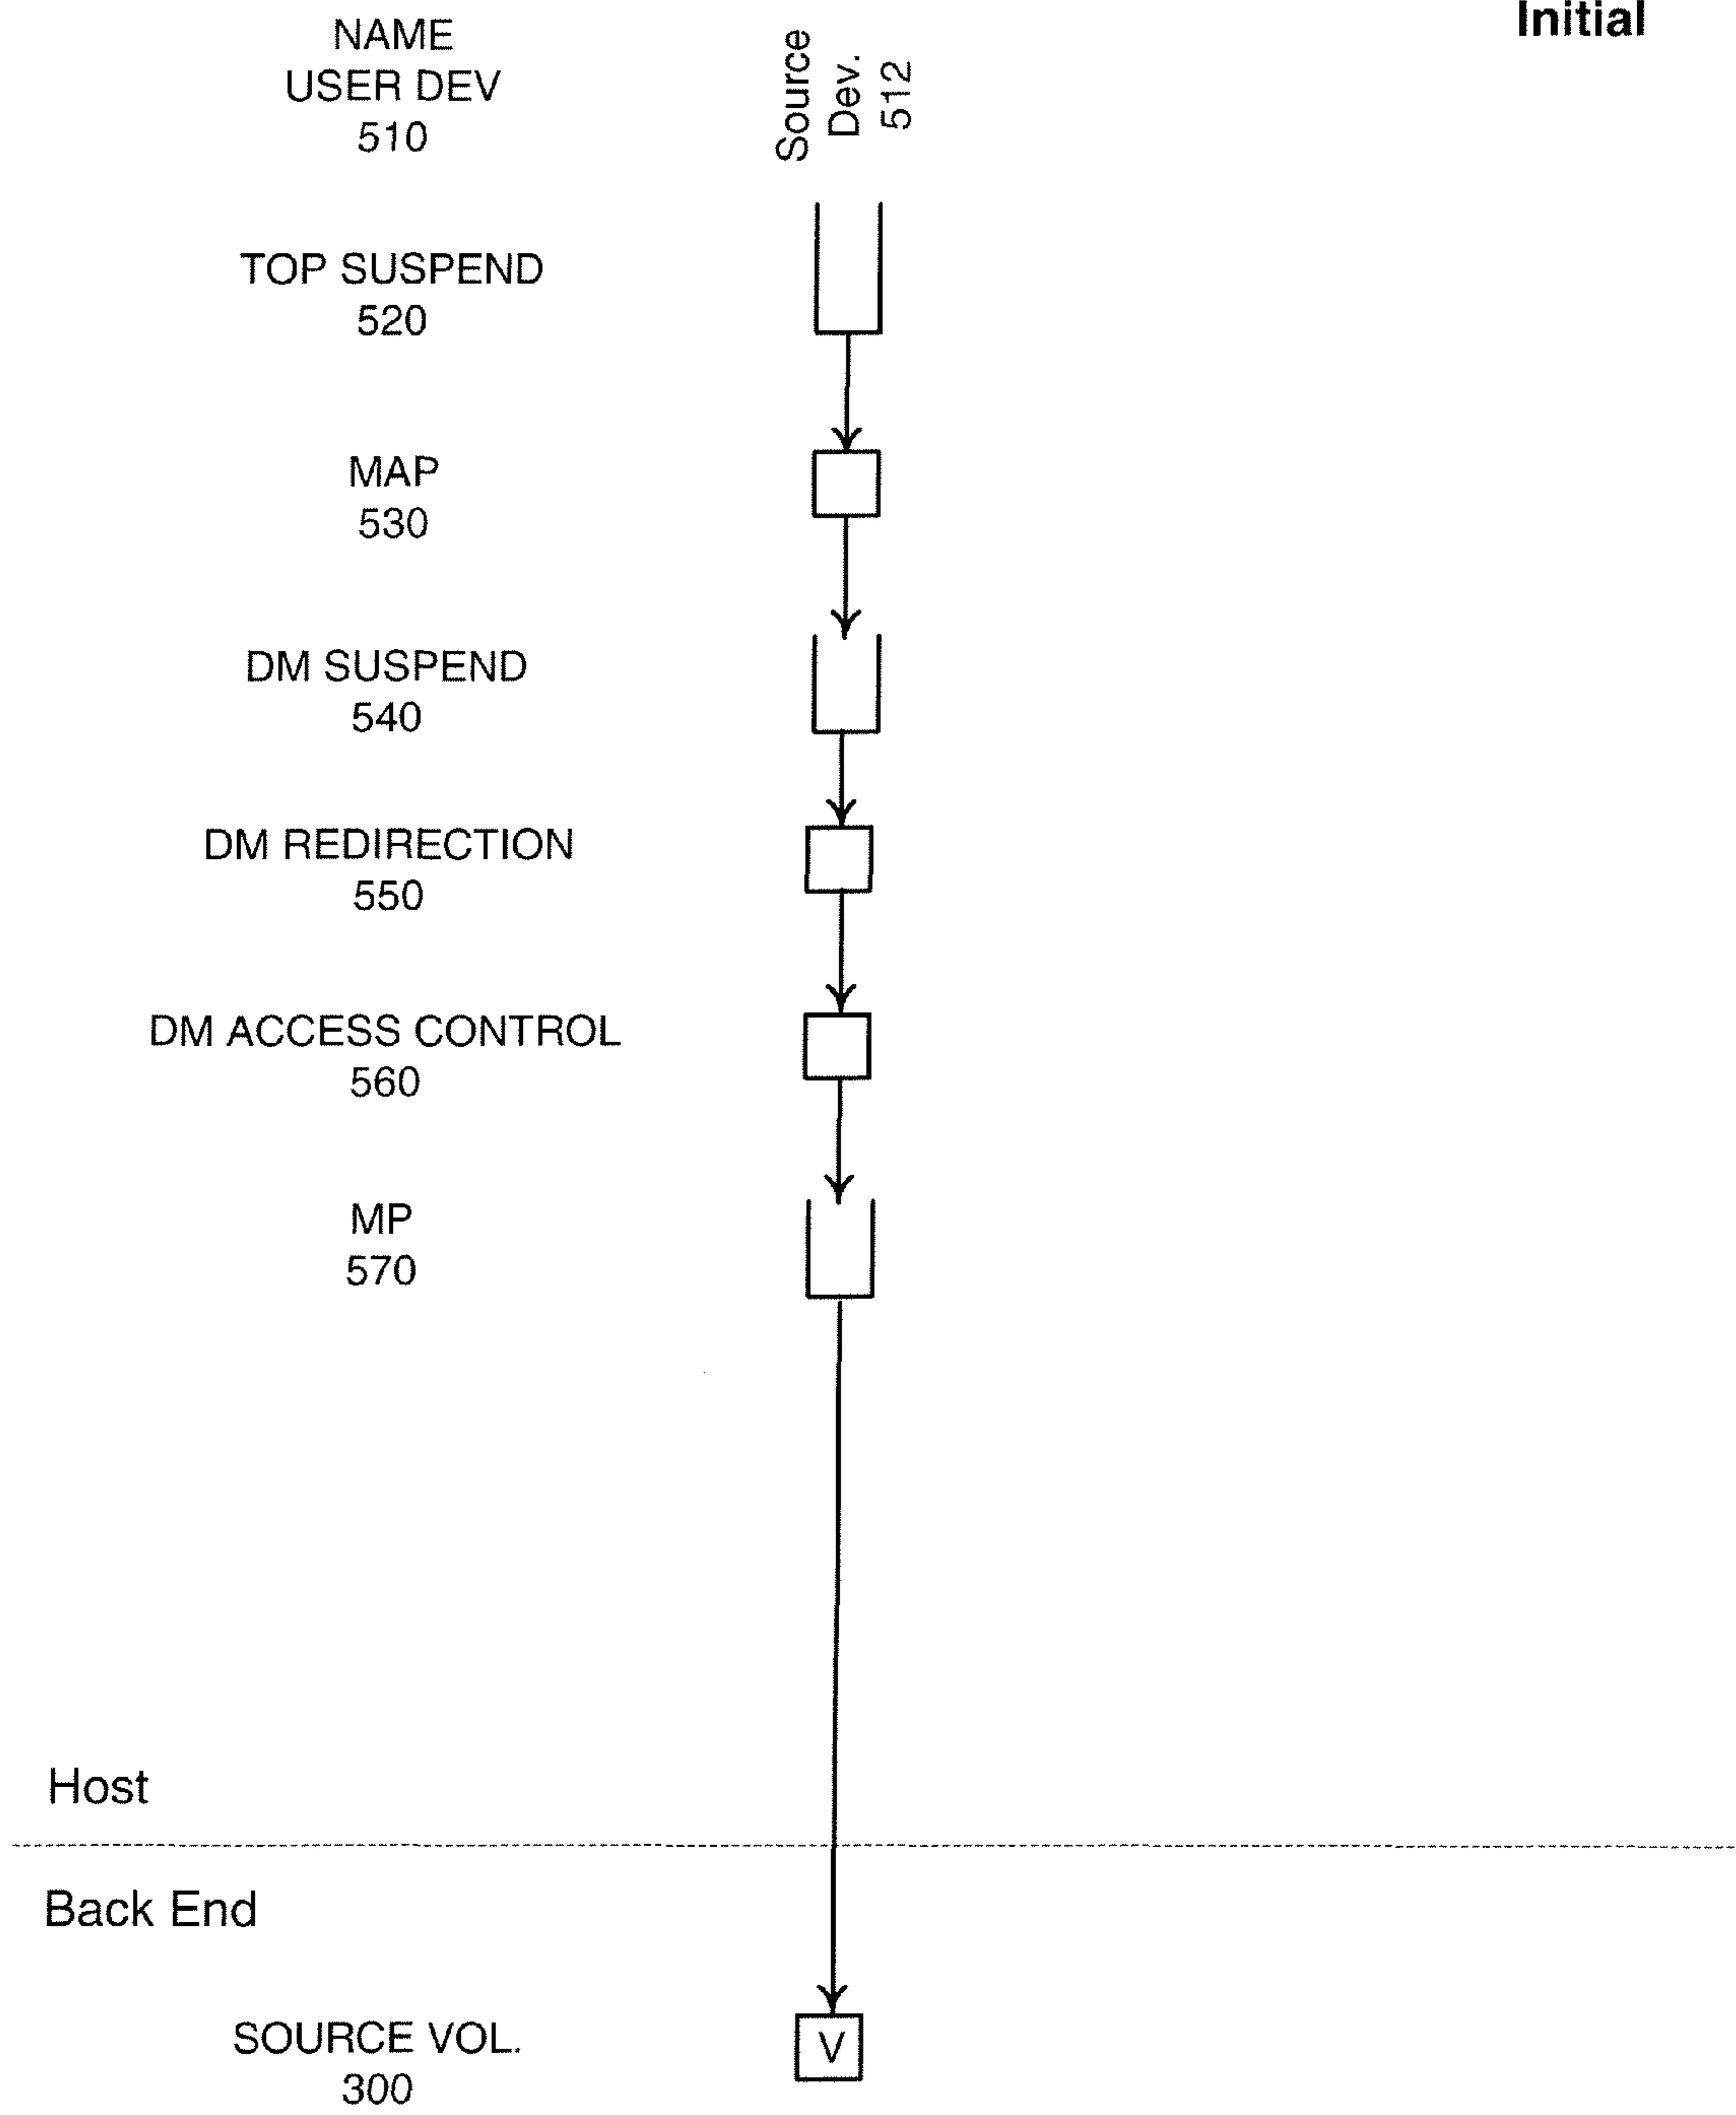 Initial
NAME
USER DEV
510
Source
Dev.
512
TOP SUSPEND
520
MAP
530
DM SUSPEND
540
DM REDIRECTION
550
DM ACCESS CONTROL
560
MP
570
Host
Back End
SOURCE VOL.
300
V